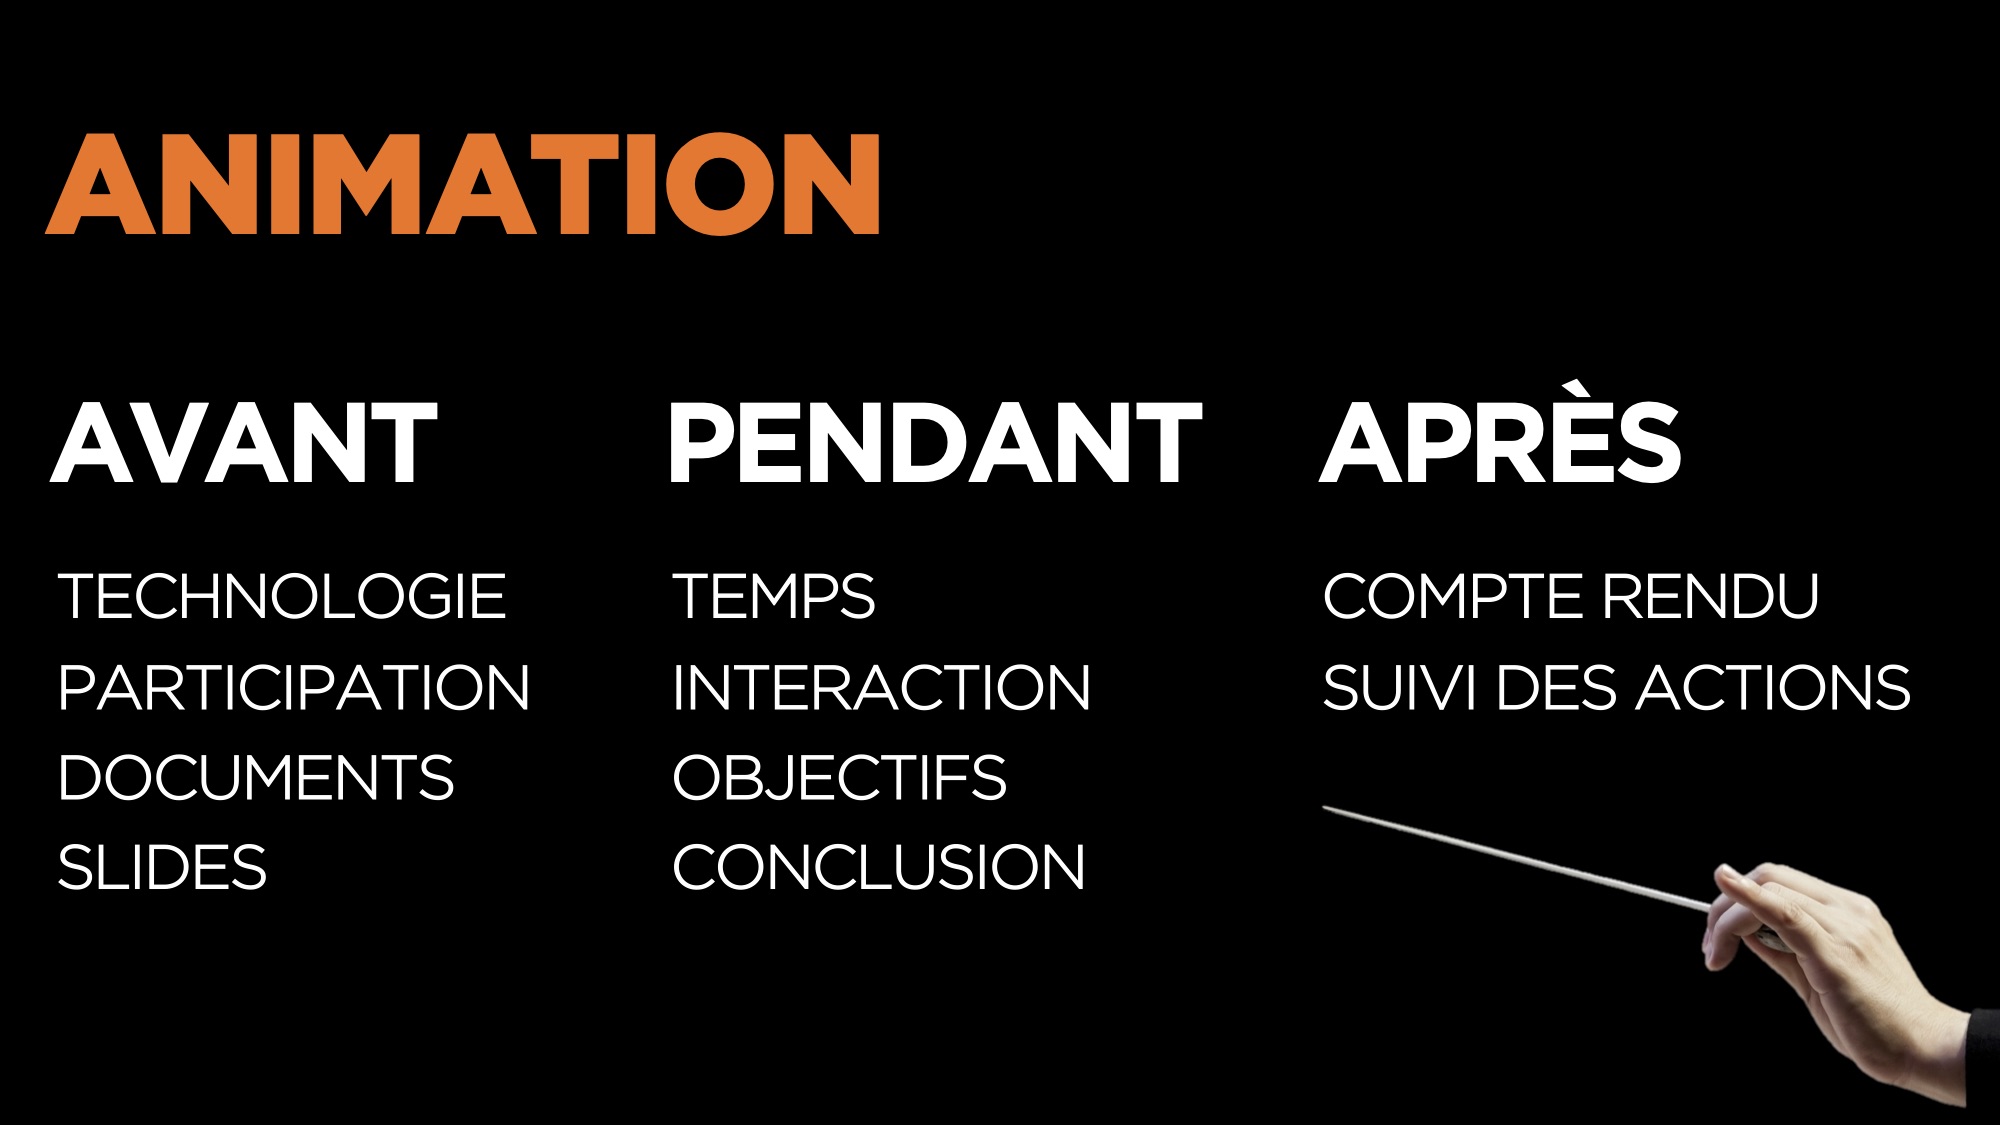 ANIMATION
AVANT
TECHNOLOGIE
PARTICIPATION
DOCUMENTS
SLIDES
PENDANT
TEMPS
INTERACTION
OBJECTIFS
CONCLUSION
APRÈS
COMPTE RENDU
SUIVI DES ACTIONS